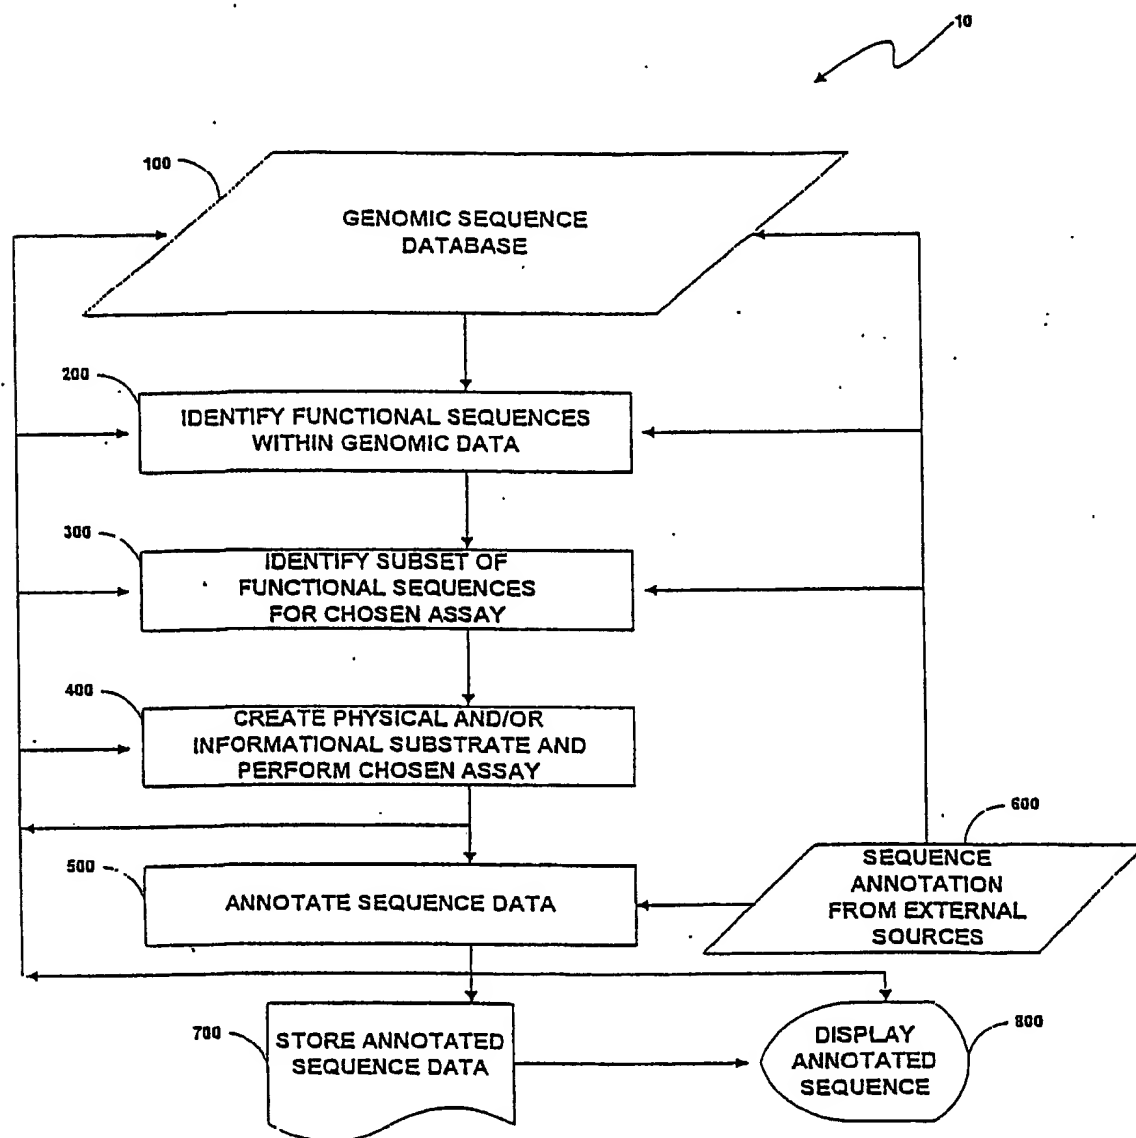 10
100
GENOMIC SEQUENCE
DATABASE
200
IDENTIFY FUNCTIONAL SEQUENCES
WITHIN GENOMIC DATA
300
IDENTIFY SUBSET OF
FUNCTIONAL SEQUENCES
FOR CHOSEN ASSAY
400
CREATE PHYSICAL AND/OR
INFORMATIONAL SUBSTRATE AND
PERFORM CHOSEN ASSAY
600
SEQUENCE
ANNOTATION
FROM EXTERNAL
SOURCES
500
ANNOTATE SEQUENCE DATA
700
STORE ANNOTATED
SEQUENCE DATA
800
DISPLAY
ANNOTATED
SEQUENCE